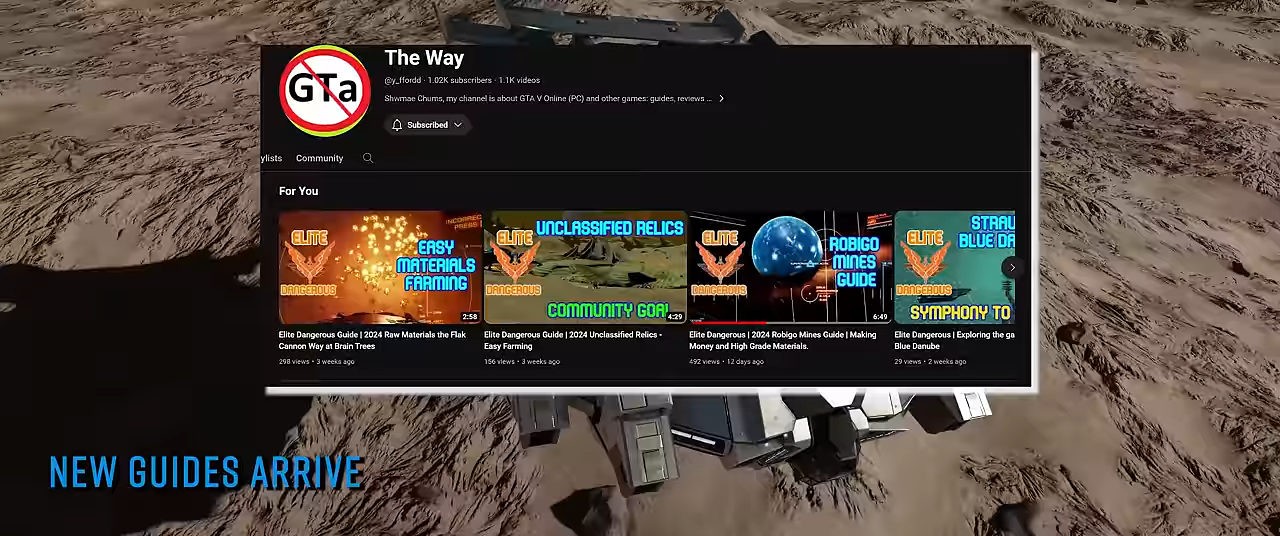 The Way
GTa
@y_ffordd · 1.02K subscribers · 1.1K videos
Shwmae Chums, my channel is about GTA V Online (PC) and other games: guides, reviews ...
Subscribed
ylists Community
For You
INCORREC
PRESS
ELITE
DANGEROUS
EASY
MATERIALS
FARMING
2:58
Elite Dangerous Guide | 2024 Raw Materials the Flak
Cannon Way at Brain Trees
298 views • 3 weeks ago
UNCLASSIFIED RELICS
ELITE
DANGEROUS
COMMUNITY GOAL
4:29
Elite Dangerous Guide | 2024 Unclassified Relics -
Easy Farming
156 views • 3 weeks ago
ELITE
DANGEROUS
ROBIGO
MINES
GUIDE
6:49
Elite Dangerous | 2024 Robigo Mines Guide | Making
Money and High Grade Materials.
492 views • 12 days ago
STRAU
BLUE DA
ELITE
DANGEROUS
SYMPHONY TO
Elite Dangerous | Exploring the ga
Blue Danube
29 views • 2 weeks ago
NEW GUIDES ARRIVE